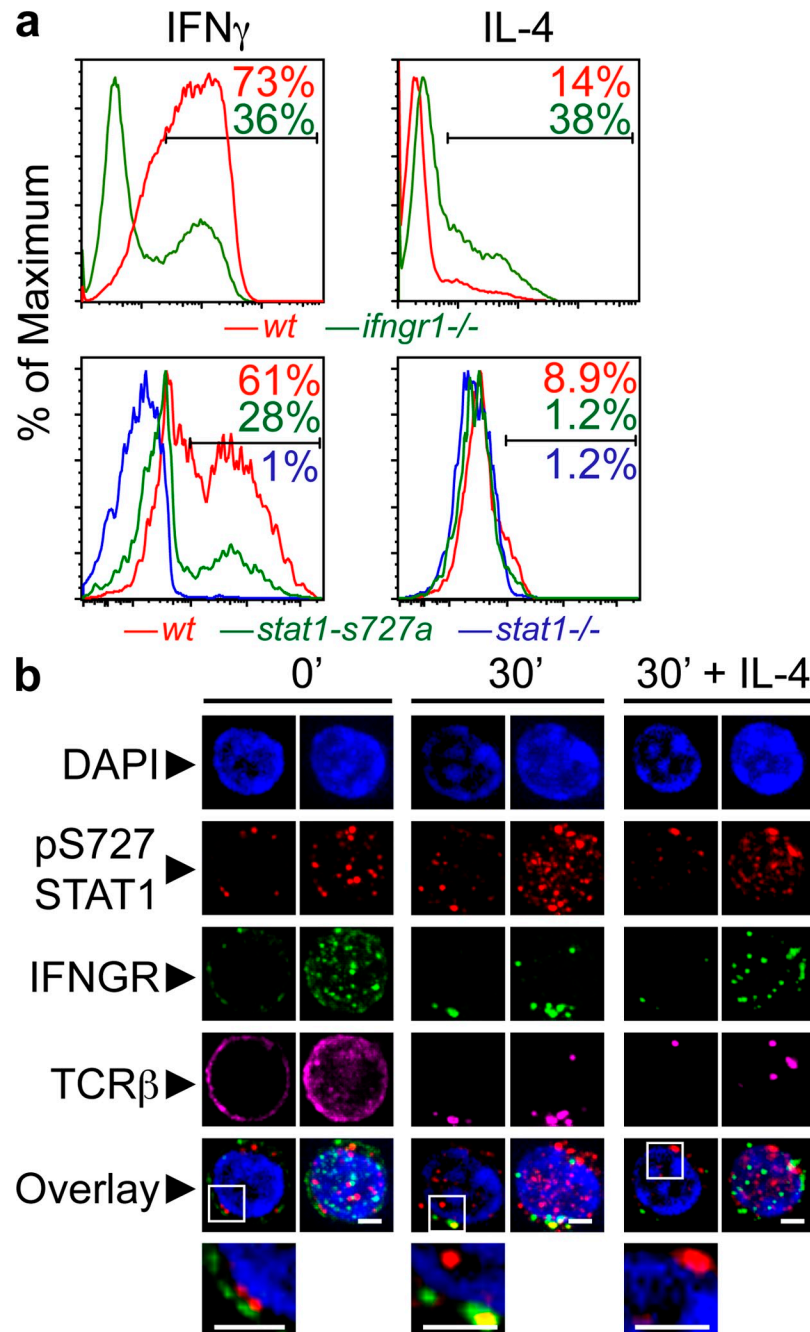 a
IFNγ IL-4
% of Maximum
73%
36%
14%
38%
—wt —ifngr1-/-
61%
28%
1%
8.9%
1.2%
1.2%
—wt —stat1-s727a —stat1-/-
b
0’ 30’ 30’ + IL-4
DAPI
pS727
STAT1
IFNGR
TCRβ
Overlay